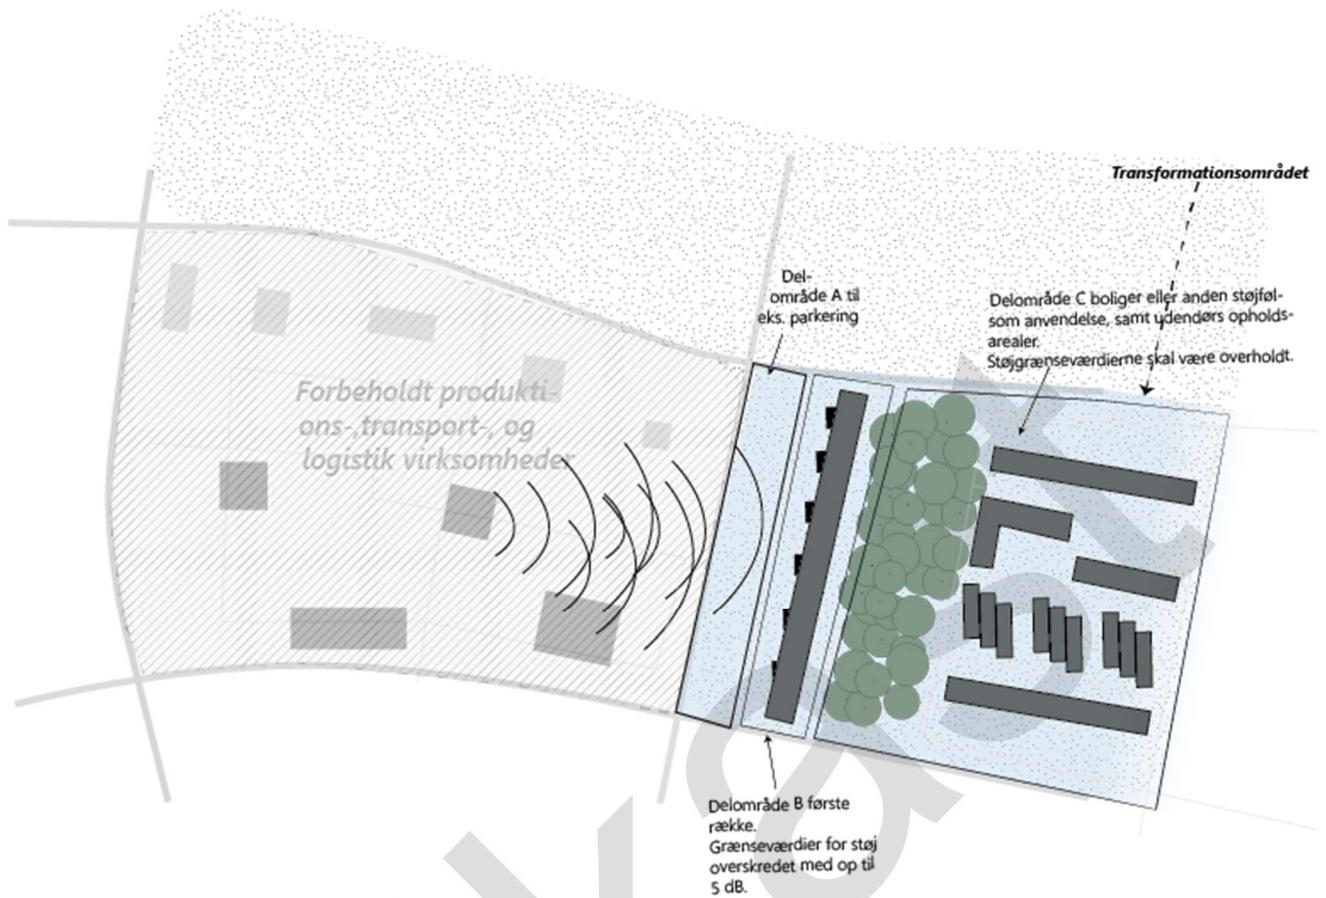 Transformationsområdet
Del-
område A til
eks. parkering
Delområde C boliger eller anden støjføl-
som anvendelse, samt udendørs opholds-
arealer.
Støjgrænseværdierne skal være overholdt.
Forbeholdt produkti-
ons-,transport-, og
logistik virksomheder
Delområde B første
række.
Grænseværdier for støj
overskredet med op til
5 dB.